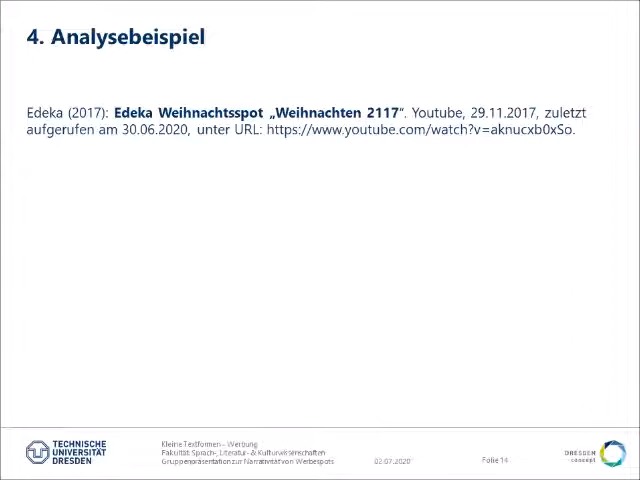 4. Analysebeispiel
Edeka (2017): Edeka Weihnachtsspot „Weihnachten 2117“. Youtube, 29.11.2017, zuletzt
aufgerufen am 30.06.2020, unter URL: https://www.youtube.com/watch?v=aknucxb0xSo.
TECHNISCHE
UNIVERSITÄT
DRESDEN
Kleine Textformen – Werbung
Fakultät Sprach-, Literatur- & Kulturwissenschaften
Gruppenpräsentation zur Narrativität von Werbespots
02.07.2020
Folie 14
DRESDEN
concept